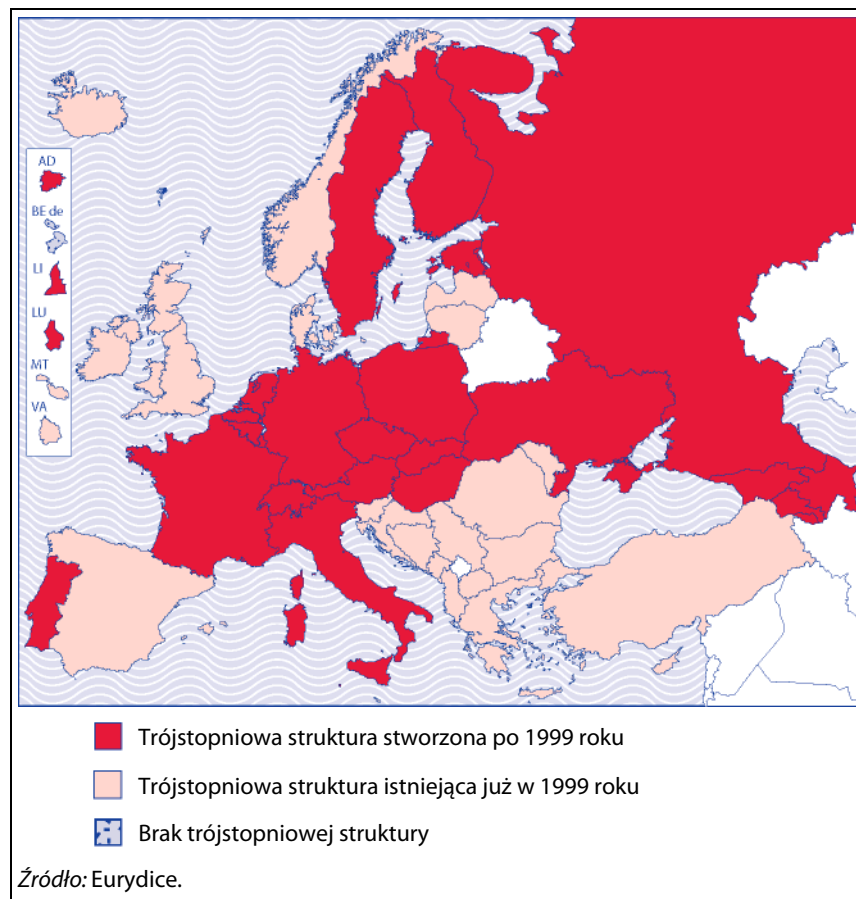 AD
BE de
LI
LU
MT
VA
Trójstopniowa struktura stworzona po 1999 roku
Trójstopniowa struktura istniejąca już w 1999 roku
Brak trójstopniowej struktury
Źródło: Eurydice.